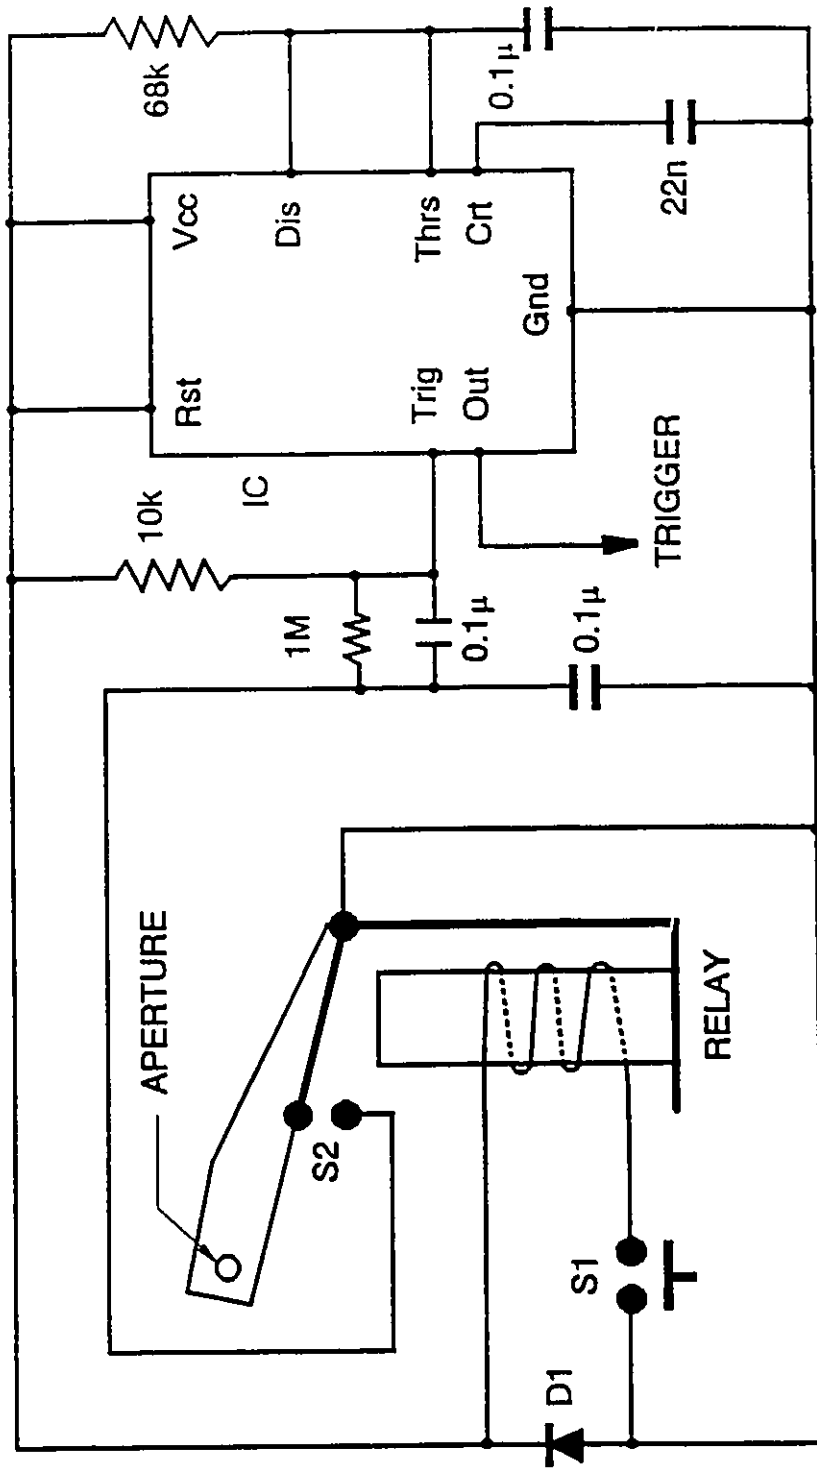 68k
0.1µ
Vcc
Dis
Thrs
Crt
22n
Rst
Trig
Out
Gnd
IC
10k
1M
0.1µ
0.1µ
TRIGGER
APERTURE
S2
RELAY
S1
D1